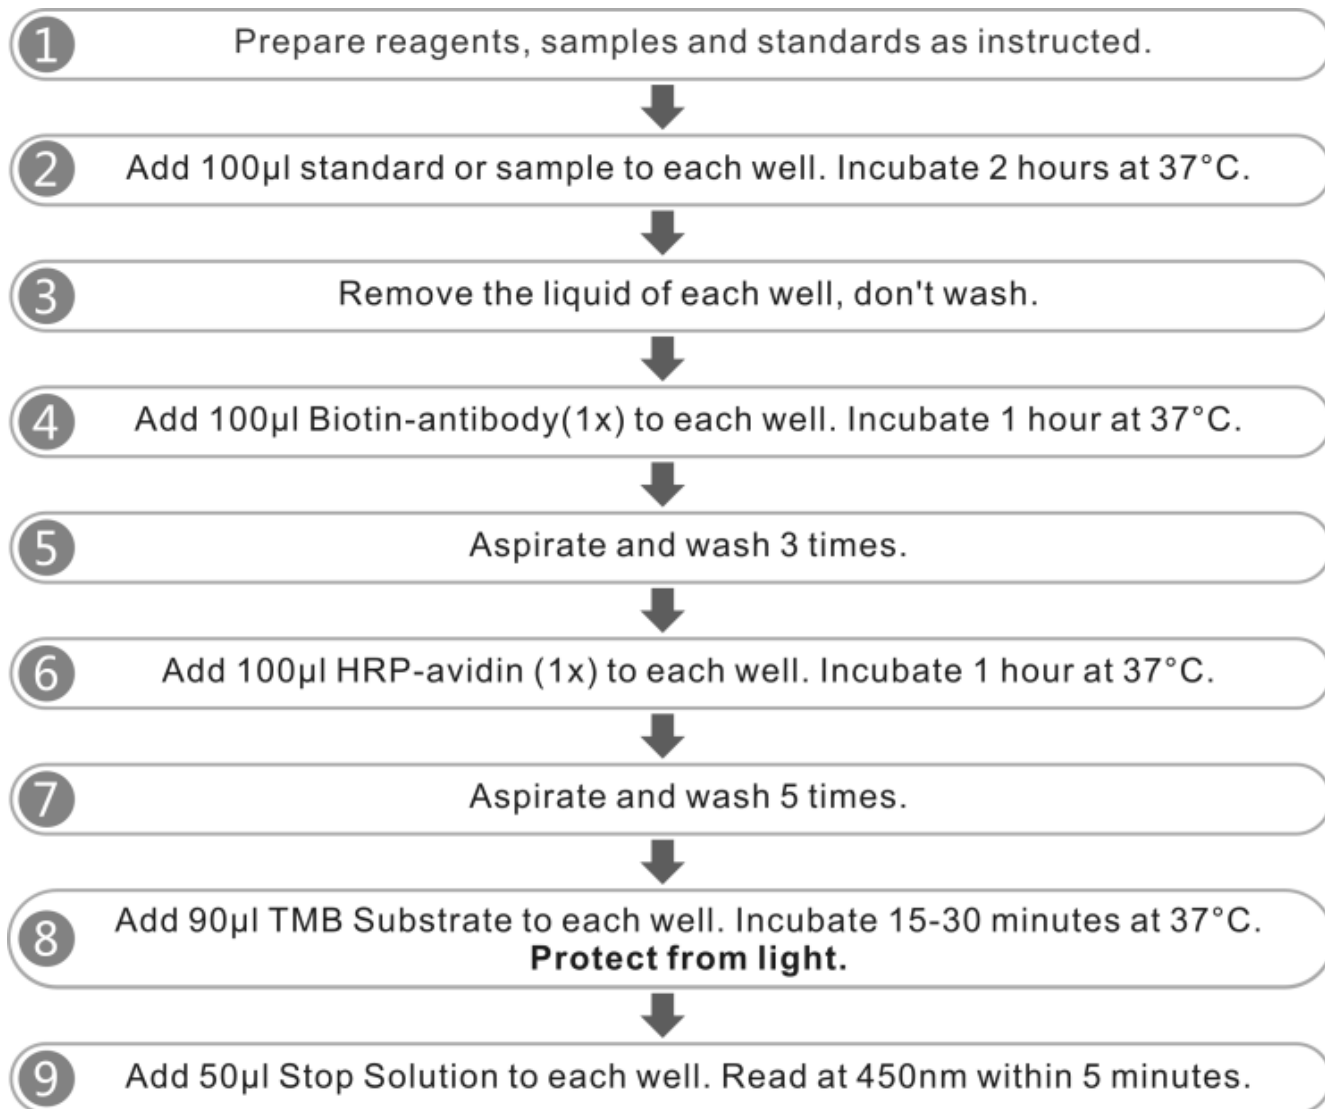 1 Prepare reagents, samples and standards as instructed.
2 Add 100µl standard or sample to each well. Incubate 2 hours at 37°C.
3 Remove the liquid of each well, don't wash.
4 Add 100µl Biotin-antibody(1x) to each well. Incubate 1 hour at 37°C.
5 Aspirate and wash 3 times.
6 Add 100µl HRP-avidin (1x) to each well. Incubate 1 hour at 37°C.
7 Aspirate and wash 5 times.
8 Add 90µl TMB Substrate to each well. Incubate 15-30 minutes at 37°C.
Protect from light.
9 Add 50µl Stop Solution to each well. Read at 450nm within 5 minutes.